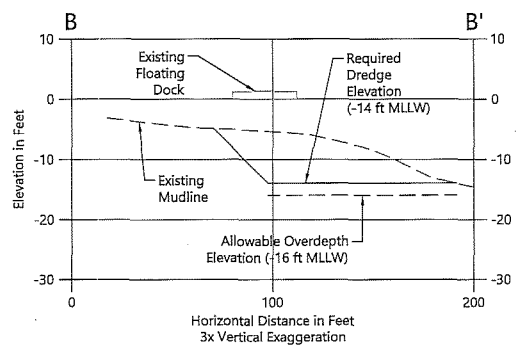 B
B'
10
0
-10
-20
-30
Elevation in Feet
Existing
Floating
Dock
Required
Dredge
Elevation
(-14 ft MLLW)
Existing
Mudline
Allowable Overdepth
Elevation (-16 ft MLLW)
10
0
-10
-20
-30
0
100
200
Horizontal Distance in Feet
3x Vertical Exaggeration